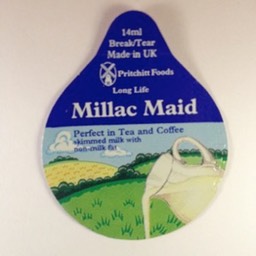 14ml
Break/Tear
Made in UK
Pritchitt Foods
Long Life
Millac Maid
Perfect in Tea and Coffee
skimmed milk with
non-milk fat